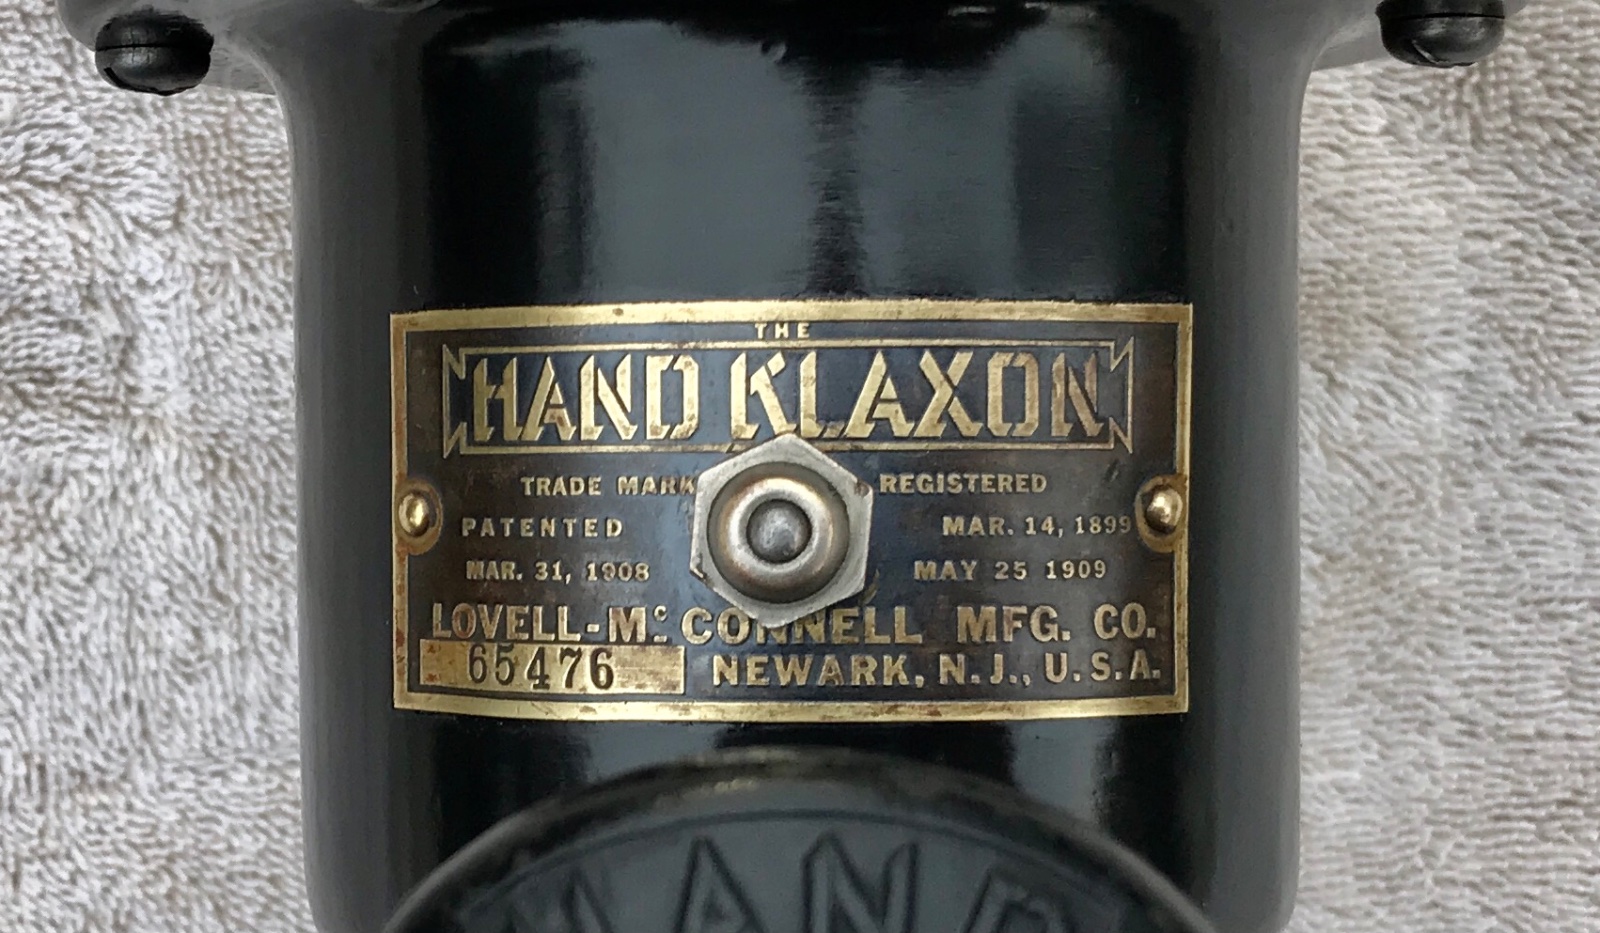 THE
HAND KLAXON
TRADE MARK REGISTERED
PATENTED MAR. 14, 1899
MAR. 31, 1908 MAY 25 1909
LOVELL-Mc CONNELL MFG. CO.
65476 NEWARK, N.J., U.S.A.
HAND